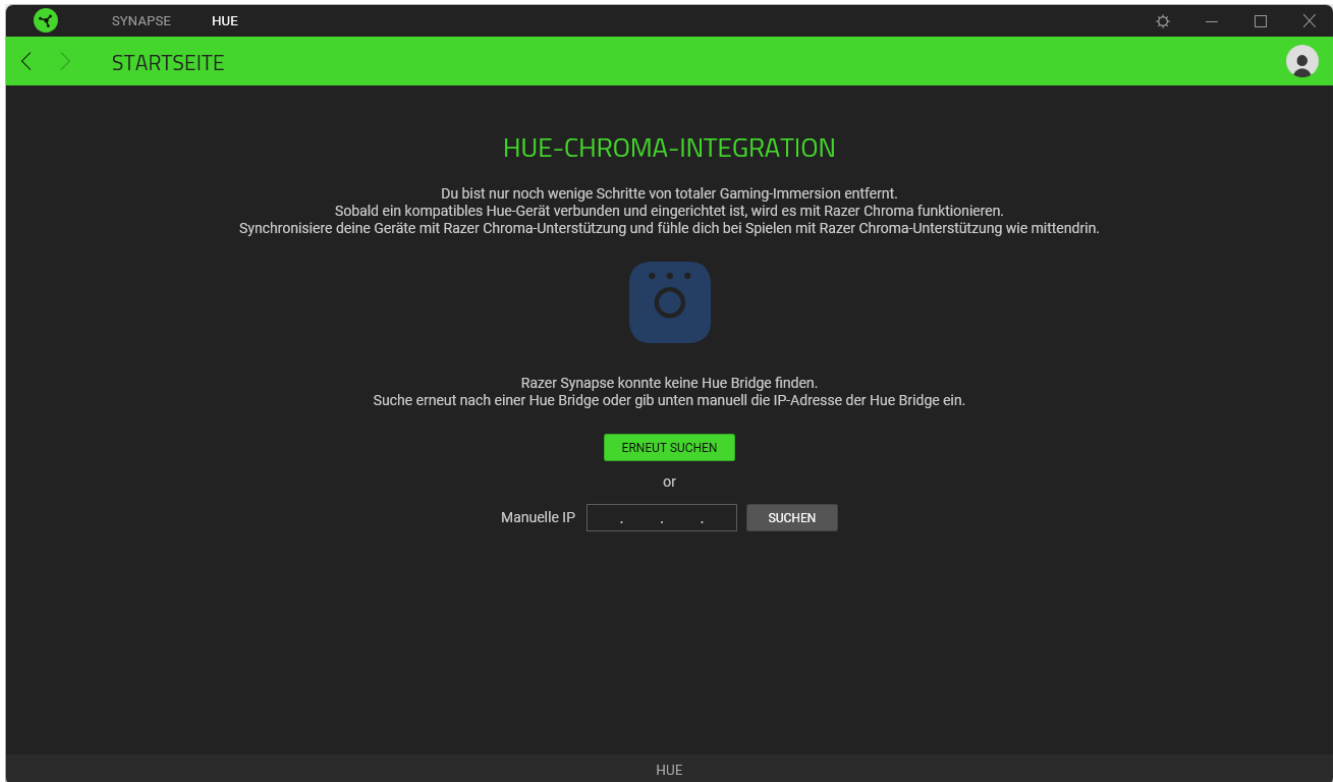 SYNAPSE HUE
STARTSEITE
HUE-CHROMA-INTEGRATION
Du bist nur noch wenige Schritte von totaler Gaming-Immersion entfernt.
Sobald ein kompatibles Hue-Gerät verbunden und eingerichtet ist, wird es mit Razer Chroma funktionieren.
Synchronisiere deine Geräte mit Razer Chroma-Unterstützung und fühle dich bei Spielen mit Razer Chroma-Unterstützung wie mittendrin.
Razer Synapse konnte keine Hue Bridge finden.
Suche erneut nach einer Hue Bridge oder gib unten manuell die IP-Adresse der Hue Bridge ein.
ERNEUT SUCHEN
or
Manuelle IP . . . SUCHEN
HUE